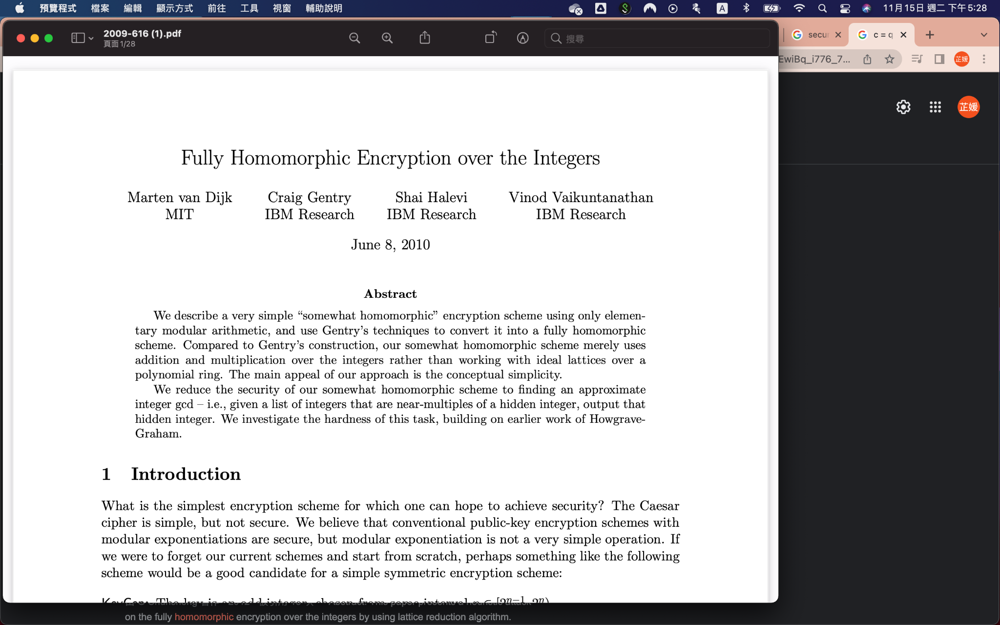 預覽程式 檔案 編輯 顯示方式 前往 工具 視窗 輔助說明 A 11月15日 週二 下午5:28
2009-616 (1).pdf
頁面 1/28
搜尋
secur
c = q
EwiBq_i776_7...
芷媛
芷媛
Fully Homomorphic Encryption over the Integers
Marten van Dijk Craig Gentry Shai Halevi Vinod Vaikuntanathan
MIT IBM Research IBM Research IBM Research
June 8, 2010
Abstract
We describe a very simple “somewhat homomorphic” encryption scheme using only elemen-
tary modular arithmetic, and use Gentry’s techniques to convert it into a fully homomorphic
scheme. Compared to Gentry’s construction, our somewhat homomorphic scheme merely uses
addition and multiplication over the integers rather than working with ideal lattices over a
polynomial ring. The main appeal of our approach is the conceptual simplicity.
We reduce the security of our somewhat homomorphic scheme to finding an approximate
integer gcd – i.e., given a list of integers that are near-multiples of a hidden integer, output that
hidden integer. We investigate the hardness of this task, building on earlier work of Howgrave-
Graham.
1 Introduction
What is the simplest encryption scheme for which one can hope to achieve security? The Caesar
cipher is simple, but not secure. We believe that conventional public-key encryption schemes with
modular exponentiations are secure, but modular exponentiation is not a very simple operation. If
we were to forget our current schemes and start from scratch, perhaps something like the following
scheme would be a good candidate for a simple symmetric encryption scheme:
KeyGen: The key is an odd integer, chosen from some interval p ∈ [2^{η−1}, 2^η).
on the fully homomorphic encryption over the integers by using lattice reduction algorithm.